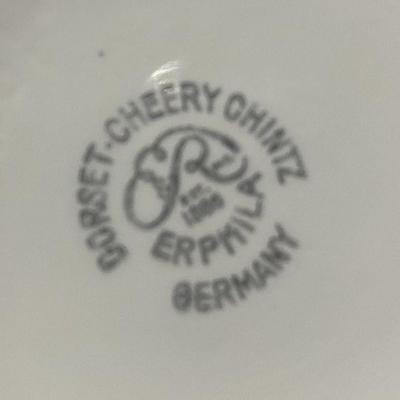 DORSET-CHEERY CHINTZ
EST.
1886
ERPHILA
GERMANY